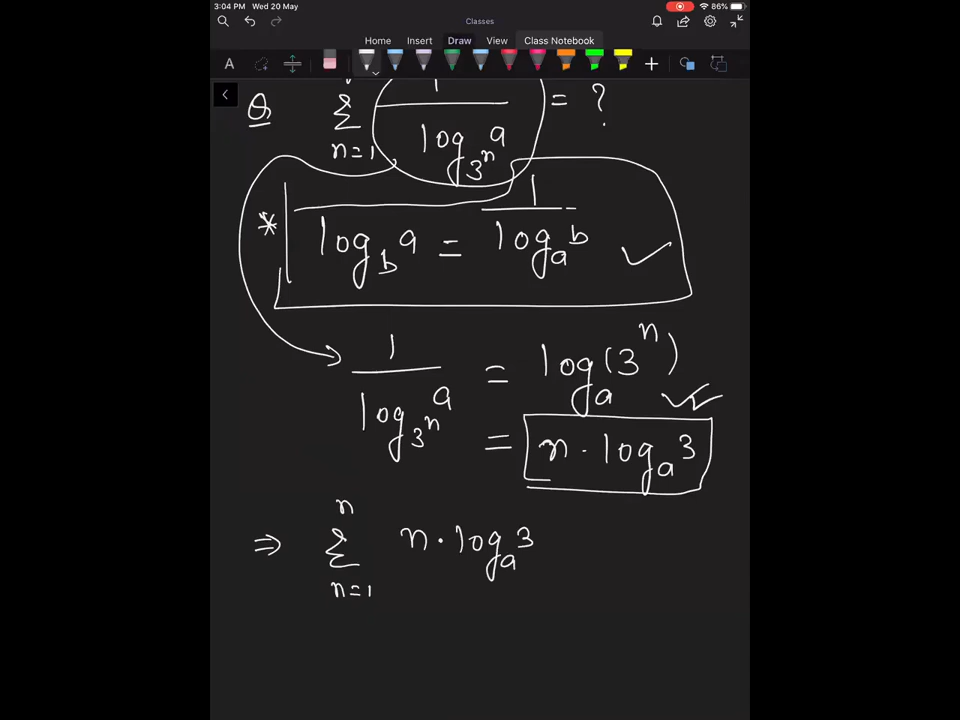 3:04 PM Wed 20 May
86%
Classes
Home Insert Draw View Class Notebook
A
Q ∑ n=1 1/log_{3^n} a = ?
* log_b a = 1/log_a b ✓
1/log_{3^n} a = log_a (3^n)
= n · log_a 3
⇒ ∑_{n=1}^{n} n · log_a 3